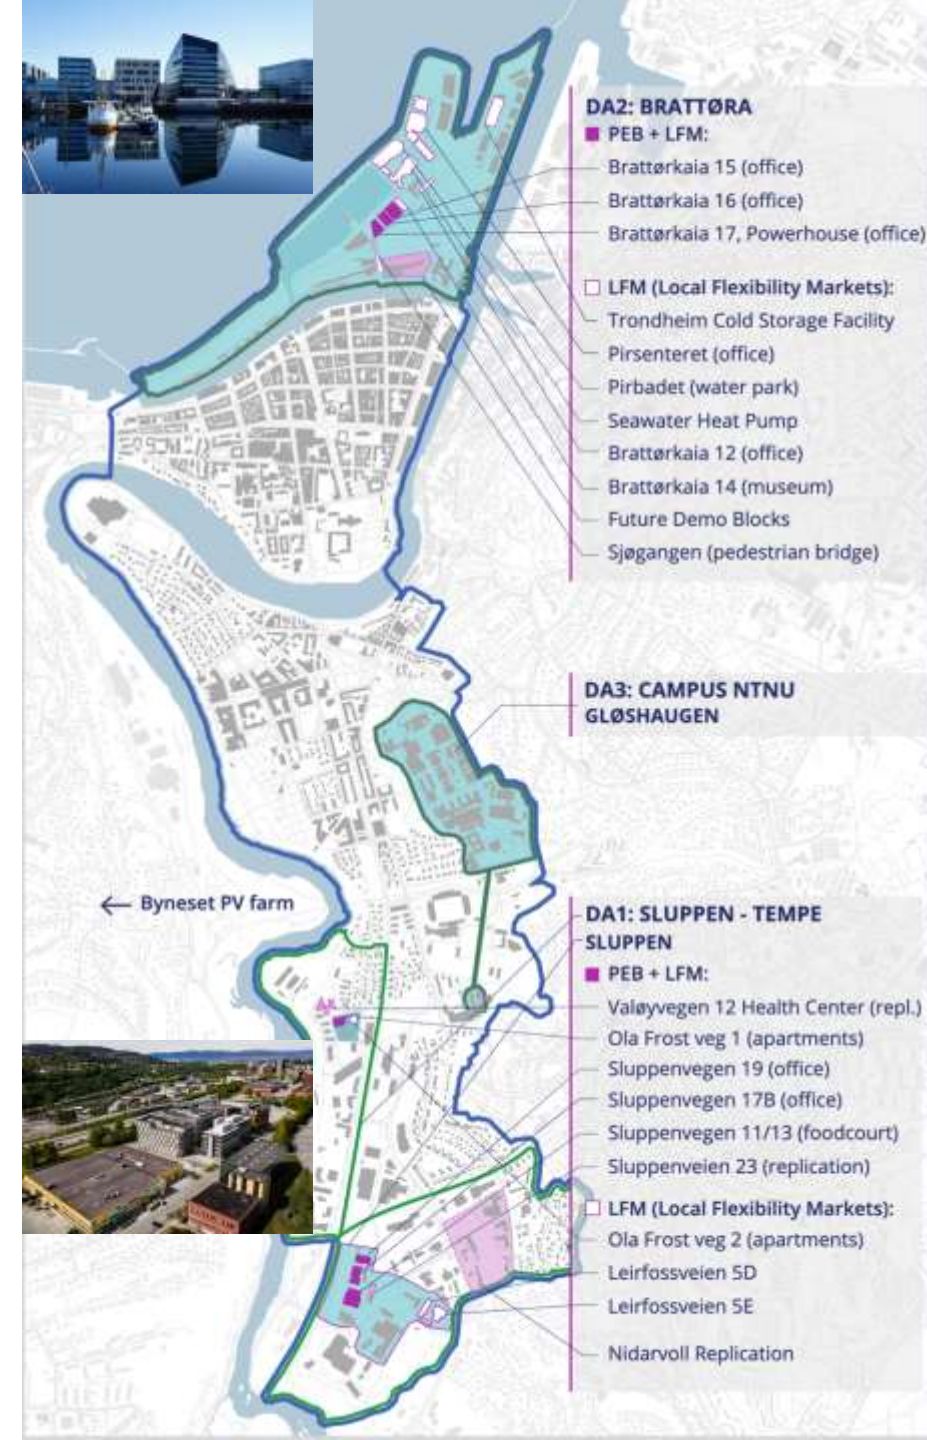 DA2: BRATTØRA
PEB + LFM:
Brattørkaia 15 (office)
Brattørkaia 16 (office)
Brattørkaia 17, Powerhouse (office)
LFM (Local Flexibility Markets):
Trondheim Cold Storage Facility
Pirsenteret (office)
Pirbadet (water park)
Seawater Heat Pump
Brattørkaia 12 (office)
Brattørkaia 14 (museum)
Future Demo Blocks
Sjøgangen (pedestrian bridge)
DA3: CAMPUS NTNU
GLØSHAUGEN
← Byneset PV farm
DA1: SLUPPEN - TEMPE
SLUPPEN
PEB + LFM:
Valøyvegen 12 Health Center (repl.)
Ola Frost veg 1 (apartments)
Sluppenvegen 19 (office)
Sluppenvegen 17B (office)
Sluppenvegen 11/13 (foodcourt)
Sluppenveien 23 (replication)
LFM (Local Flexibility Markets):
Ola Frost veg 2 (apartments)
Leirfossveien 5D
Leirfossveien 5E
Nidarvoll Replication